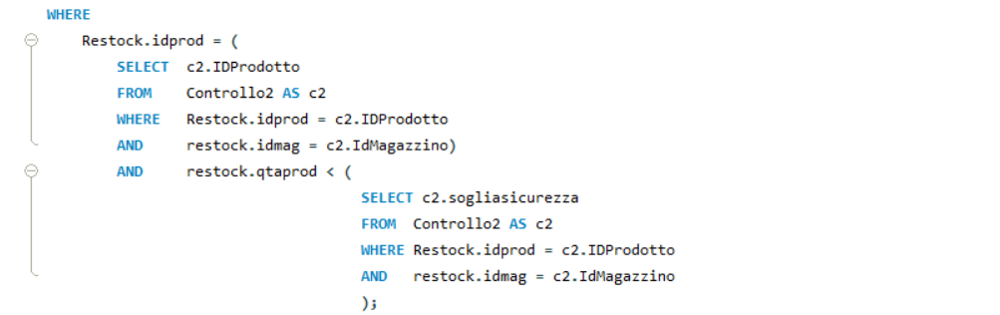 WHERE
Restock.idprod = (
SELECT c2.IDProdotto
FROM Controllo2 AS c2
WHERE Restock.idprod = c2.IDProdotto
AND restock.idmag = c2.IdMagazzino)
AND restock.qtaprod < (
SELECT c2.sogliasicurezza
FROM Controllo2 AS c2
WHERE Restock.idprod = c2.IDProdotto
AND restock.idmag = c2.IdMagazzino
);